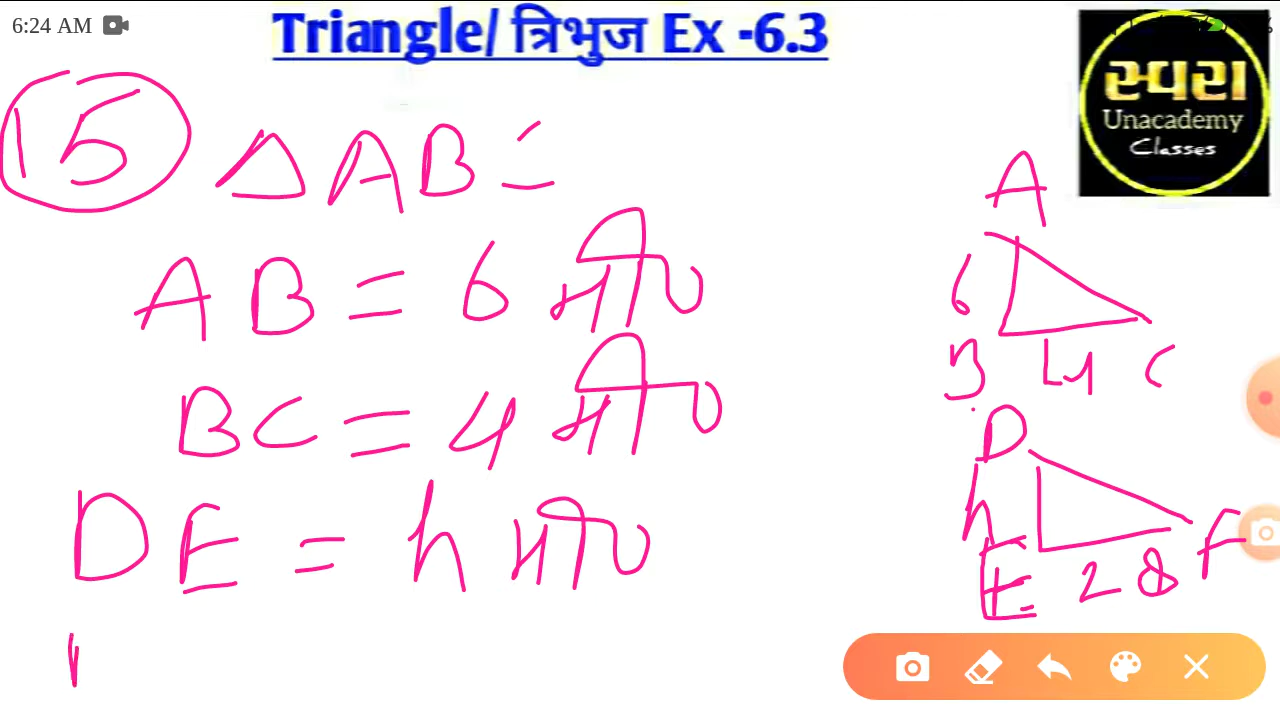 6:24 AM
Triangle/ त्रिभुज Ex -6.3
स्परा
Unacademy
Classes
15 △AB=
AB = 6 मी०
BC = 4 मी०
DE = h मी०
A
6
B 4 C
D
h
E 28 F